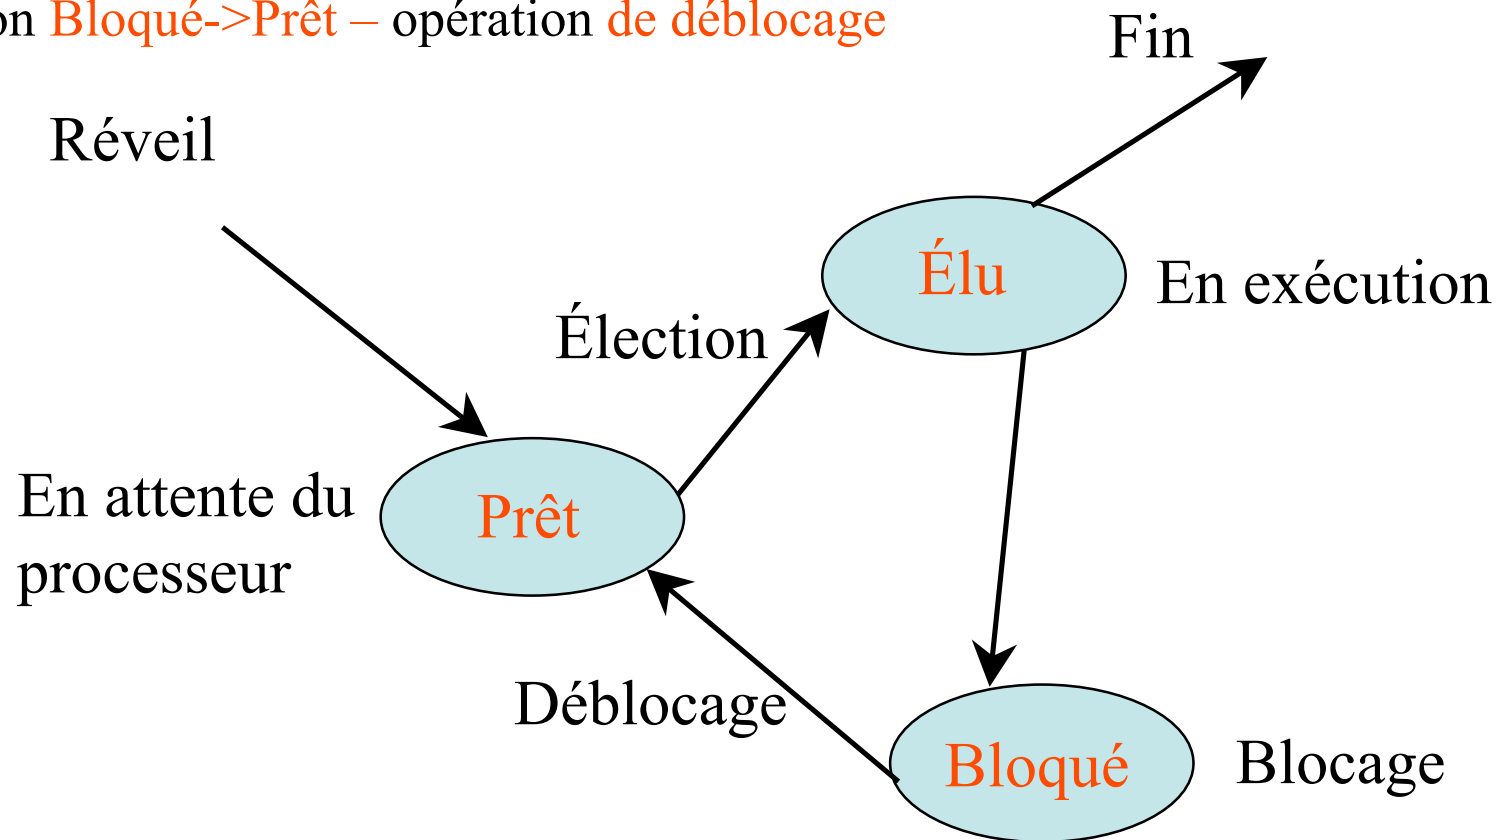 on Bloqué->Prêt – opération de déblocage
Fin
Réveil
Élu
En exécution
Élection
En attente du
processeur
Prêt
Déblocage
Bloqué
Blocage